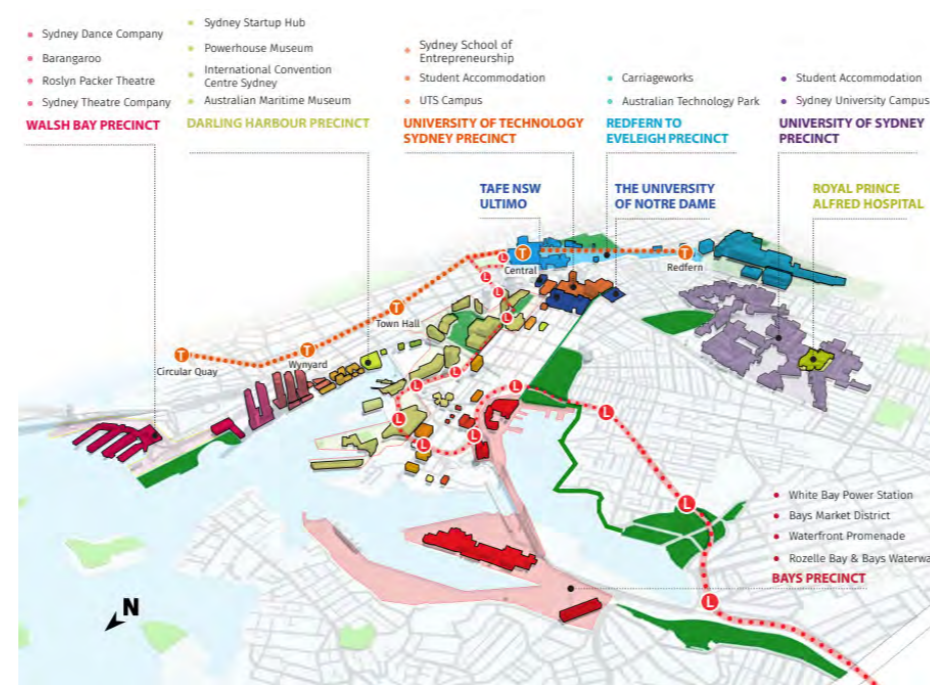 Sydney Dance Company
Barangaroo
Roslyn Packer Theatre
Sydney Theatre Company
WALSH BAY PRECINCT
Sydney Startup Hub
Powerhouse Museum
International Convention
Centre Sydney
Australian Maritime Museum
DARLING HARBOUR PRECINCT
Sydney School of
Entrepreneurship
Student Accommodation
UTS Campus
UNIVERSITY OF TECHNOLOGY
SYDNEY PRECINCT
Carriageworks
Australian Technology Park
REDFERN TO
EVELEIGH PRECINCT
Student Accommodation
Sydney University Campus
UNIVERSITY OF SYDNEY
PRECINCT
TAFE NSW
ULTIMO
THE UNIVERSITY
OF NOTRE DAME
ROYAL PRINCE
ALFRED HOSPITAL
L
T
Central
T
Redfern
L
L
L
T
Town Hall
L
T
Circular Quay
T
Wynyard
L
L
L
L
L
L
L
L
L
White Bay Power Station
Bays Market District
Waterfront Promenade
Rozelle Bay & Bays Waterwa
BAYS PRECINCT
L
N